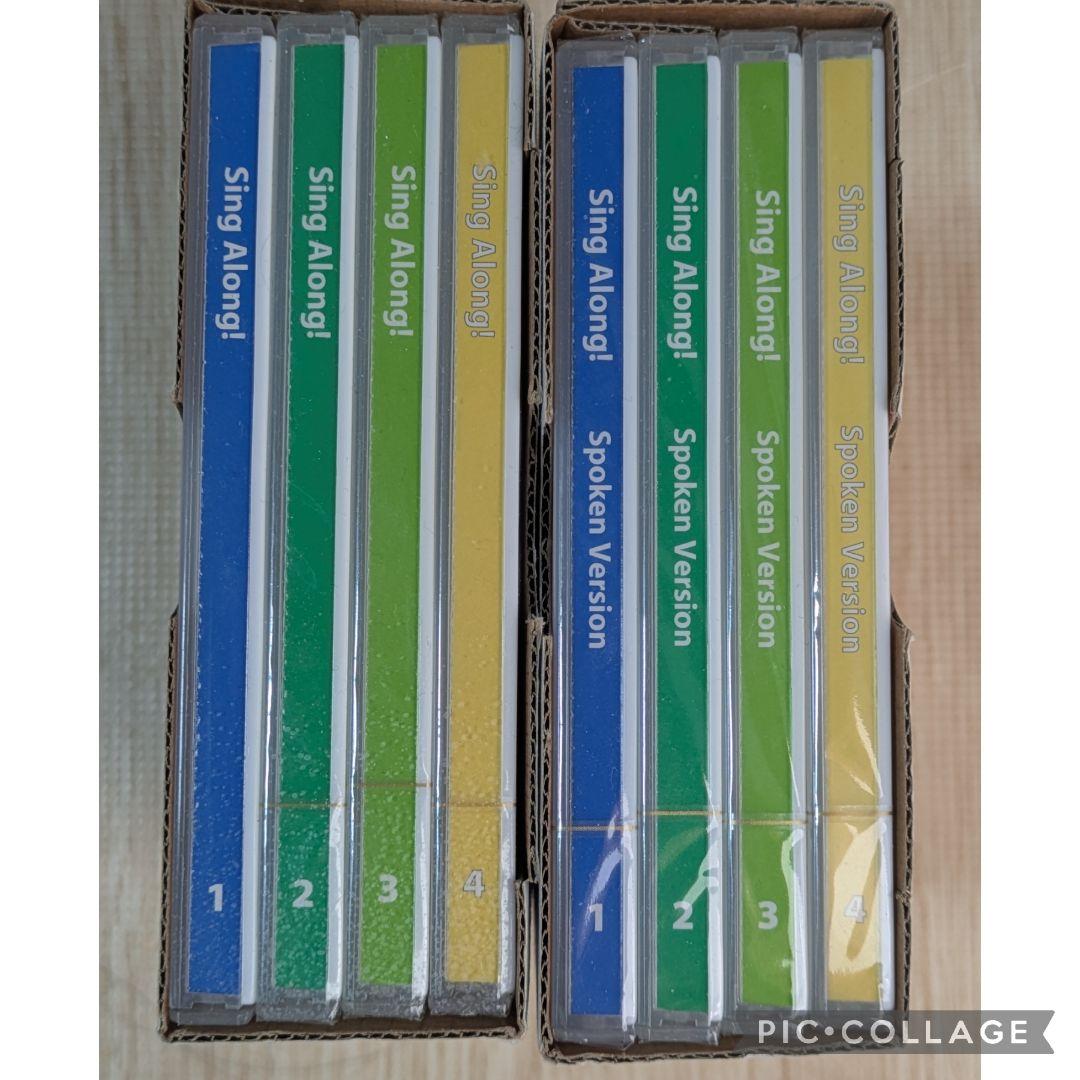 Sing Along! 1
Sing Along! 2
Sing Along! 3
Sing Along! 4
Sing Along! Spoken Version 1
Sing Along! Spoken Version 2
Sing Along! Spoken Version 3
Sing Along! Spoken Version 4
PIC•COLLAGE